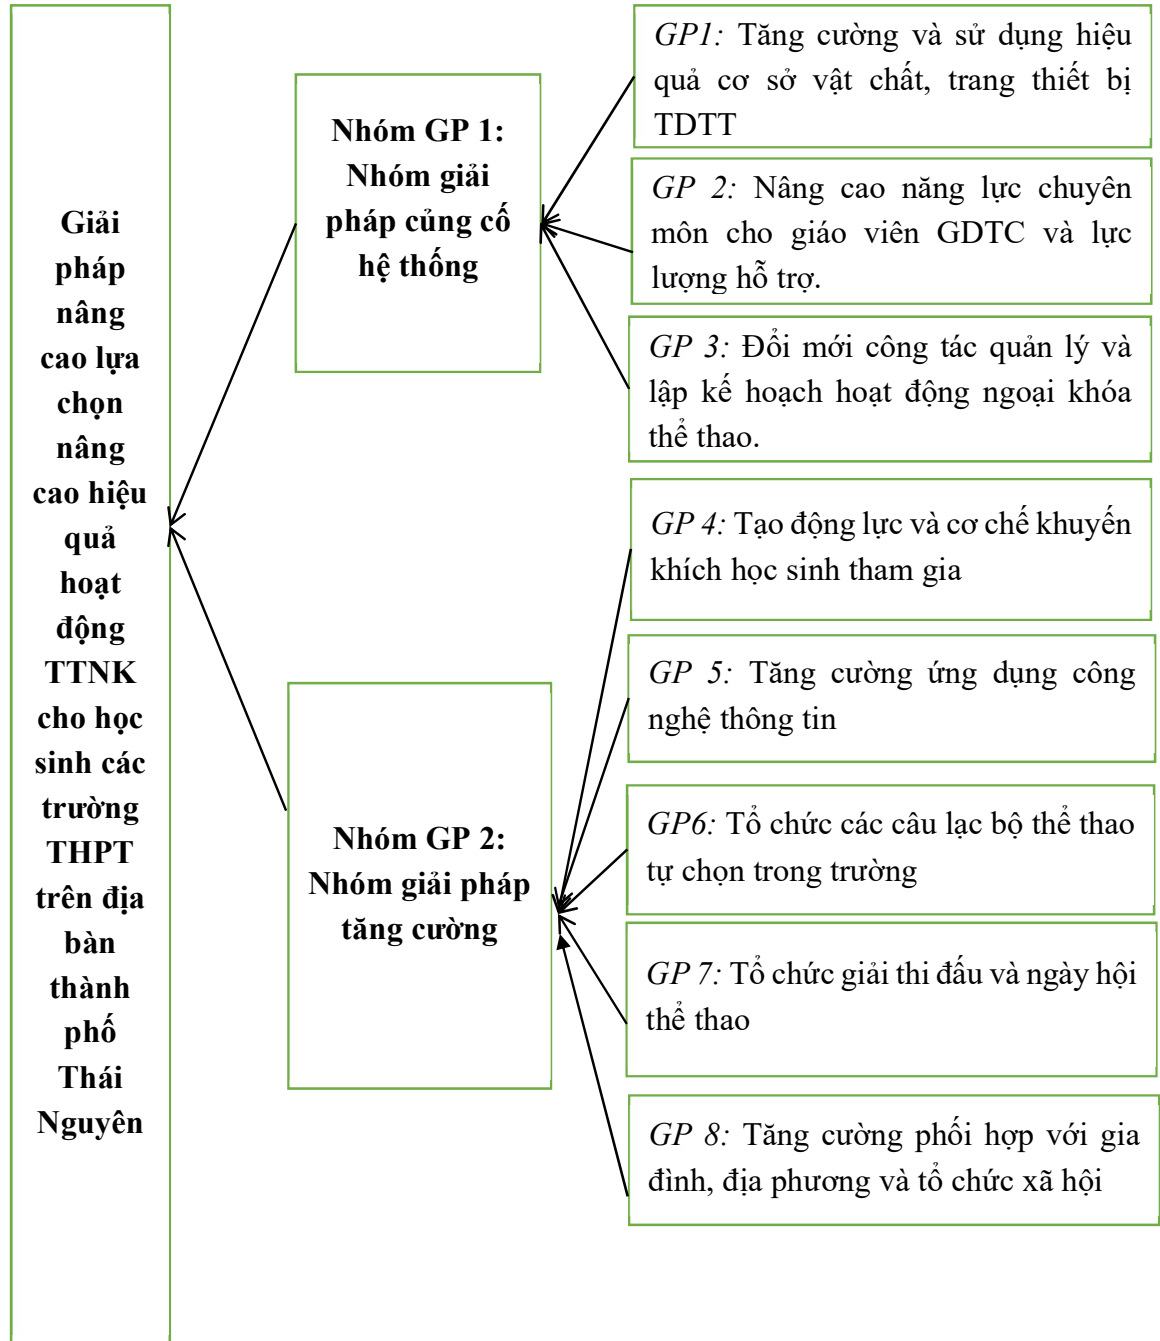 Giải
pháp
nâng
cao lựa
chọn
nâng
cao hiệu
quả
hoạt
động
TTNK
cho học
sinh các
trường
THPT
trên địa
bàn
thành
phố
Thái
Nguyên
Nhóm GP 1:
Nhóm giải
pháp củng cố
hệ thống
GP1: Tăng cường và sử dụng hiệu
quả cơ sở vật chất, trang thiết bị
TDTT
GP 2: Nâng cao năng lực chuyên
môn cho giáo viên GDTC và lực
lượng hỗ trợ.
GP 3: Đổi mới công tác quản lý và
lập kế hoạch hoạt động ngoại khóa
thể thao.
Nhóm GP 2:
Nhóm giải pháp
tăng cường
GP 4: Tạo động lực và cơ chế khuyến
khích học sinh tham gia
GP 5: Tăng cường ứng dụng công
nghệ thông tin
GP6: Tổ chức các câu lạc bộ thể thao
tự chọn trong trường
GP 7: Tổ chức giải thi đấu và ngày hội
thể thao
GP 8: Tăng cường phối hợp với gia
đình, địa phương và tổ chức xã hội